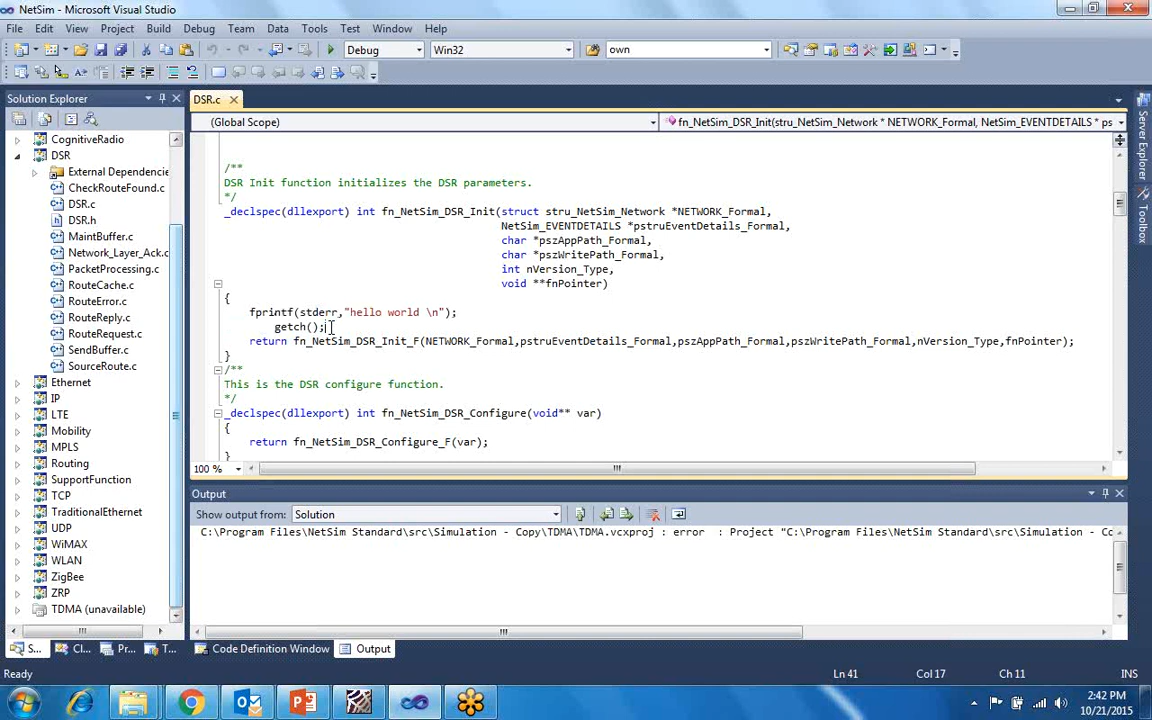 NetSim - Microsoft Visual Studio
File Edit View Project Build Debug Team Data Tools Test Window Help
Debug Win32 own
Solution Explorer
DSR.c
(Global Scope) fn_NetSim_DSR_Init(stru_NetSim_Network * NETWORK_Formal, NetSim_EVENTDETAILS * ps
CognitiveRadio
DSR
External Dependencie
CheckRouteFound.c
DSR.c
DSR.h
MaintBuffer.c
Network_Layer_Ack.c
PacketProcessing.c
RouteCache.c
RouteError.c
RouteReply.c
RouteRequest.c
SendBuffer.c
SourceRoute.c
Ethernet
IP
LTE
Mobility
MPLS
Routing
SupportFunction
TCP
TraditionalEthernet
UDP
WiMAX
WLAN
ZigBee
ZRP
TDMA (unavailable)
/**
DSR Init function initializes the DSR parameters.
*/
_declspec(dllexport) int fn_NetSim_DSR_Init(struct stru_NetSim_Network *NETWORK_Formal,
NetSim_EVENTDETAILS *pstruEventDetails_Formal,
char *pszAppPath_Formal,
char *pszWritePath_Formal,
int nVersion_Type,
void **fnPointer)
{
fprintf(stderr,"hello world \n");
getch();
return fn_NetSim_DSR_Init_F(NETWORK_Formal,pstruEventDetails_Formal,pszAppPath_Formal,pszWritePath_Formal,nVersion_Type,fnPointer);
}
/**
This is the DSR configure function.
*/
_declspec(dllexport) int fn_NetSim_DSR_Configure(void** var)
{
return fn_NetSim_DSR_Configure_F(var);
}
100 %
Output
Show output from: Solution
C:\Program Files\NetSim Standard\src\Simulation - Copy\TDMA\TDMA.vcxproj : error : Project "C:\Program Files\NetSim Standard\src\Simulation - Co
Server Explorer
Toolbox
S... Cl... Pr... T... Code Definition Window Output
Ready Ln 41 Col 17 Ch 11 INS
2:42 PM
10/21/2015